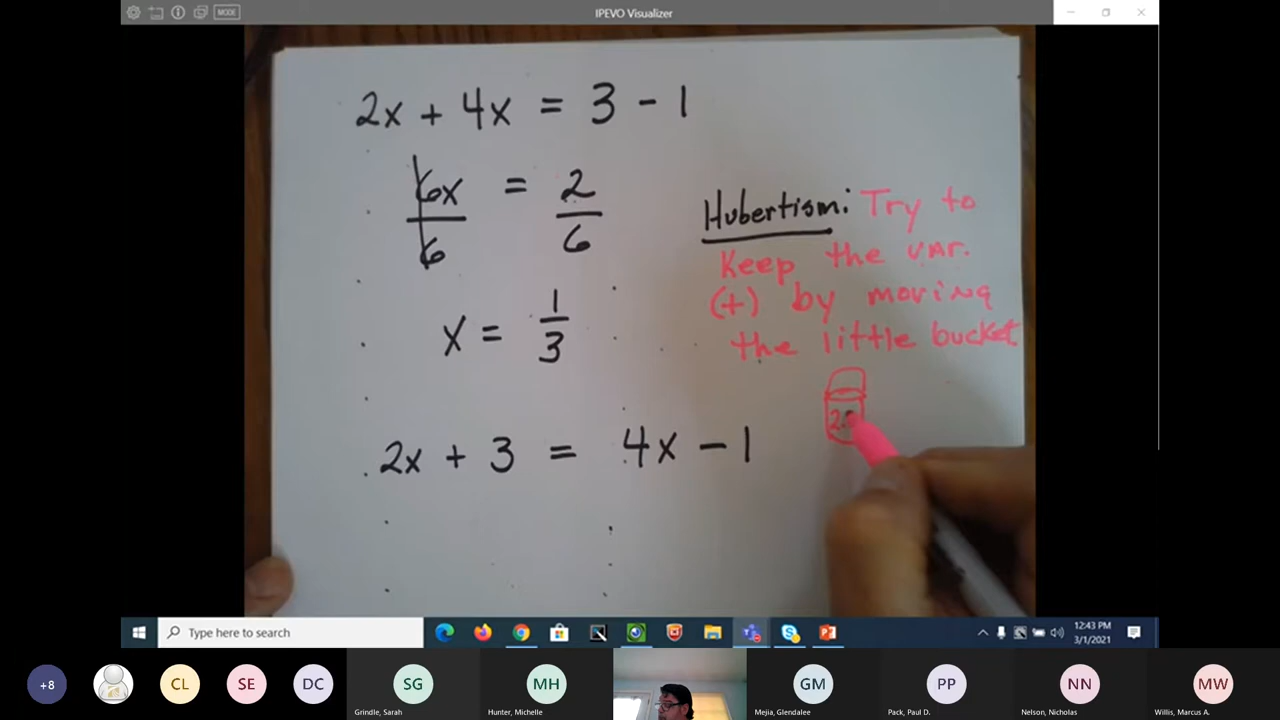 IPEVO Visualizer
MODE
2x + 4x = 3 - 1
6x = 2
6 6
Hubertism: Try to
Keep the var.
(+) by moving
the little bucket
x = 1
3
2x + 3 = 4x - 1
Type here to search
12:43 PM
3/1/2021
+8
CL
SE
DC
SG
MH
GM
PP
NN
MW
Grindle, Sarah
Hunter, Michelle
Mejia, Glendalee
Pack, Paul D.
Nelson, Nicholas
Willis, Marcus A.